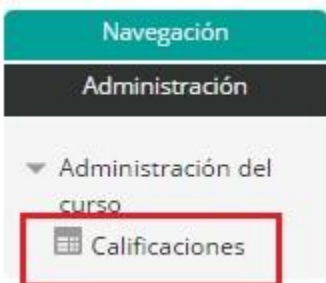 Navegación
Administración
Administración del
curso
Calificaciones